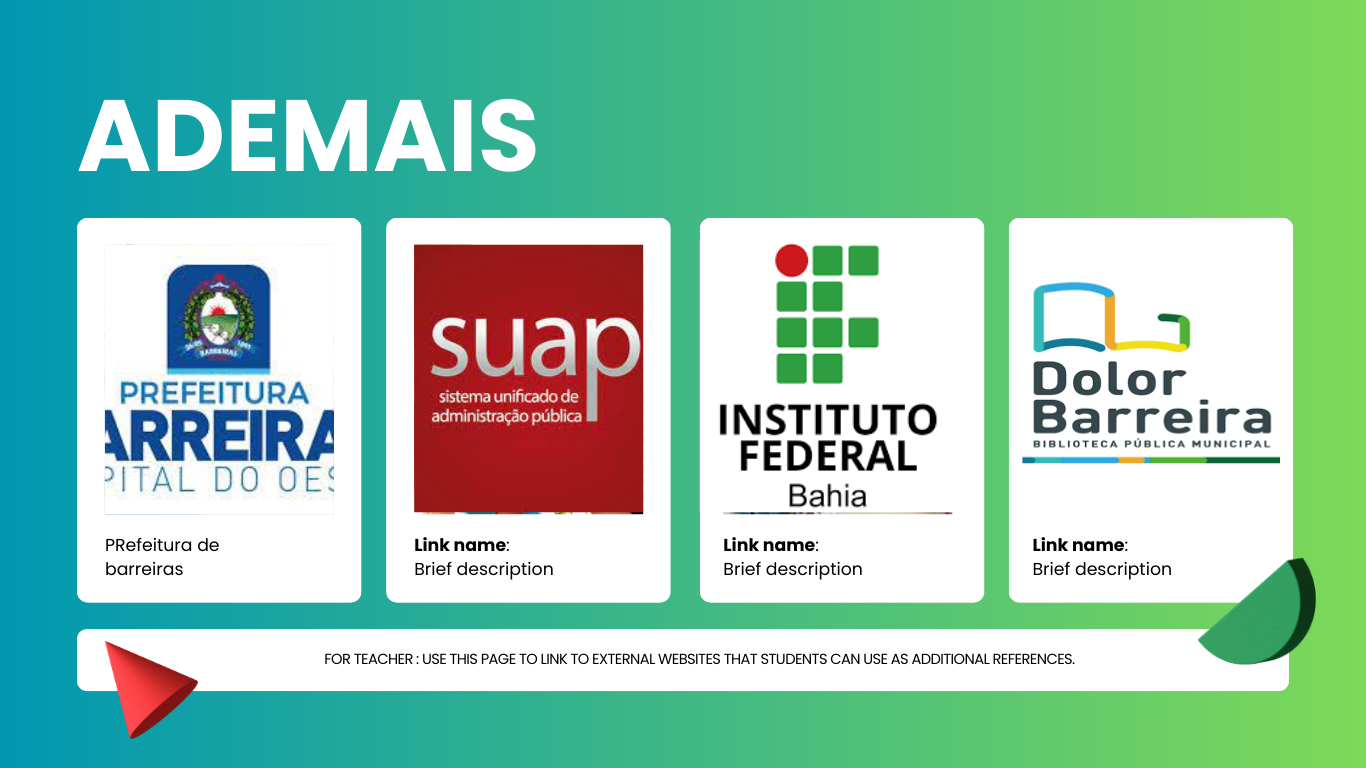 ADEMAIS
BARREIRAS
PREFEITURA
ARREIRA
PITAL DO OES
PRefeitura de
barreiras
suap
sistema unificado de
administração pública
Link name:
Brief description
INSTITUTO
FEDERAL
Bahia
Link name:
Brief description
Dolor
Barreira
BIBLIOTECA PÚBLICA MUNICIPAL
Link name:
Brief description
FOR TEACHER : USE THIS PAGE TO LINK TO EXTERNAL WEBSITES THAT STUDENTS CAN USE AS ADDITIONAL REFERENCES.